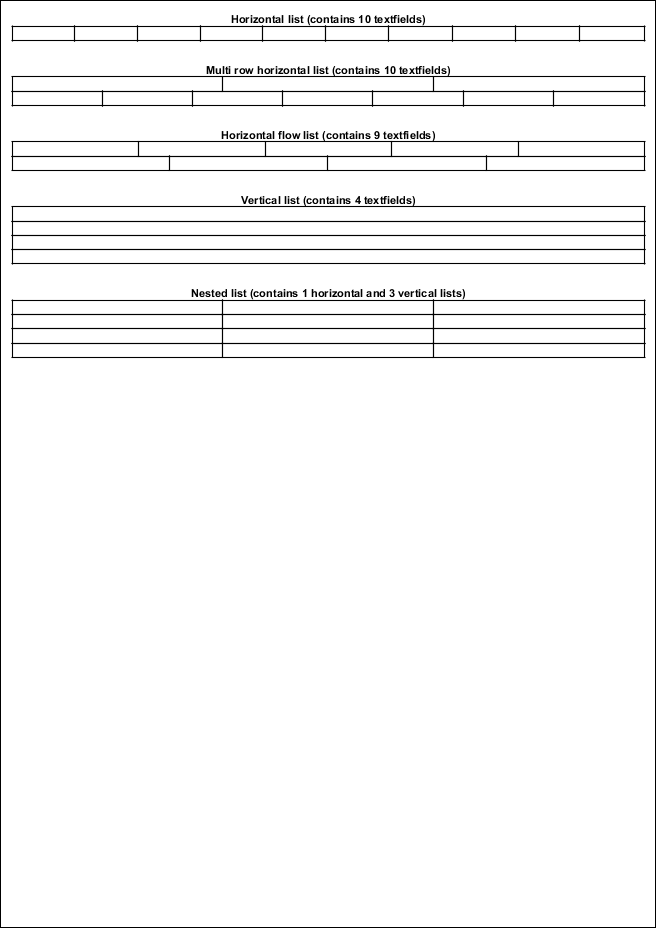 Horizontal list (contains 10 textfields)
Multi row horizontal list (contains 10 textfields)
Horizontal flow list (contains 9 textfields)
Vertical list (contains 4 textfields)
Nested list (contains 1 horizontal and 3 vertical lists)